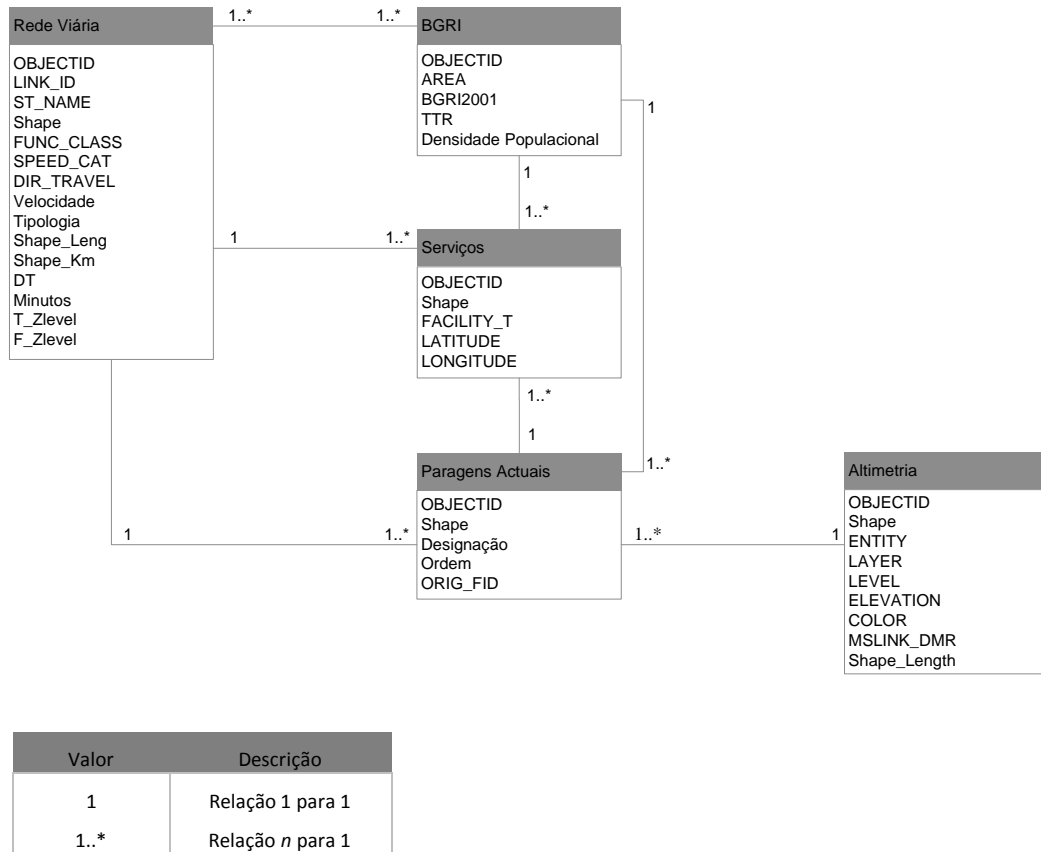 Rede Viária
OBJECTID
LINK_ID
ST_NAME
Shape
FUNC_CLASS
SPEED_CAT
DIR_TRAVEL
Velocidade
Tipologia
Shape_Leng
Shape_Km
DT
Minutos
T_Zlevel
F_Zlevel
1..*
1..*
BGRI
OBJECTID
AREA
BGRI2001
TTR
Densidade Populacional
1
1
1..*
1
1..*
Serviços
OBJECTID
Shape
FACILITY_T
LATITUDE
LONGITUDE
1..*
1
1..*
Paragens Actuais
OBJECTID
Shape
Designação
Ordem
ORIG_FID
1
1..*
1..*
1
Altimetria
OBJECTID
Shape
ENTITY
LAYER
LEVEL
ELEVATION
COLOR
MSLINK_DMR
Shape_Length
Valor Descrição
1 Relação 1 para 1
1..* Relação n para 1